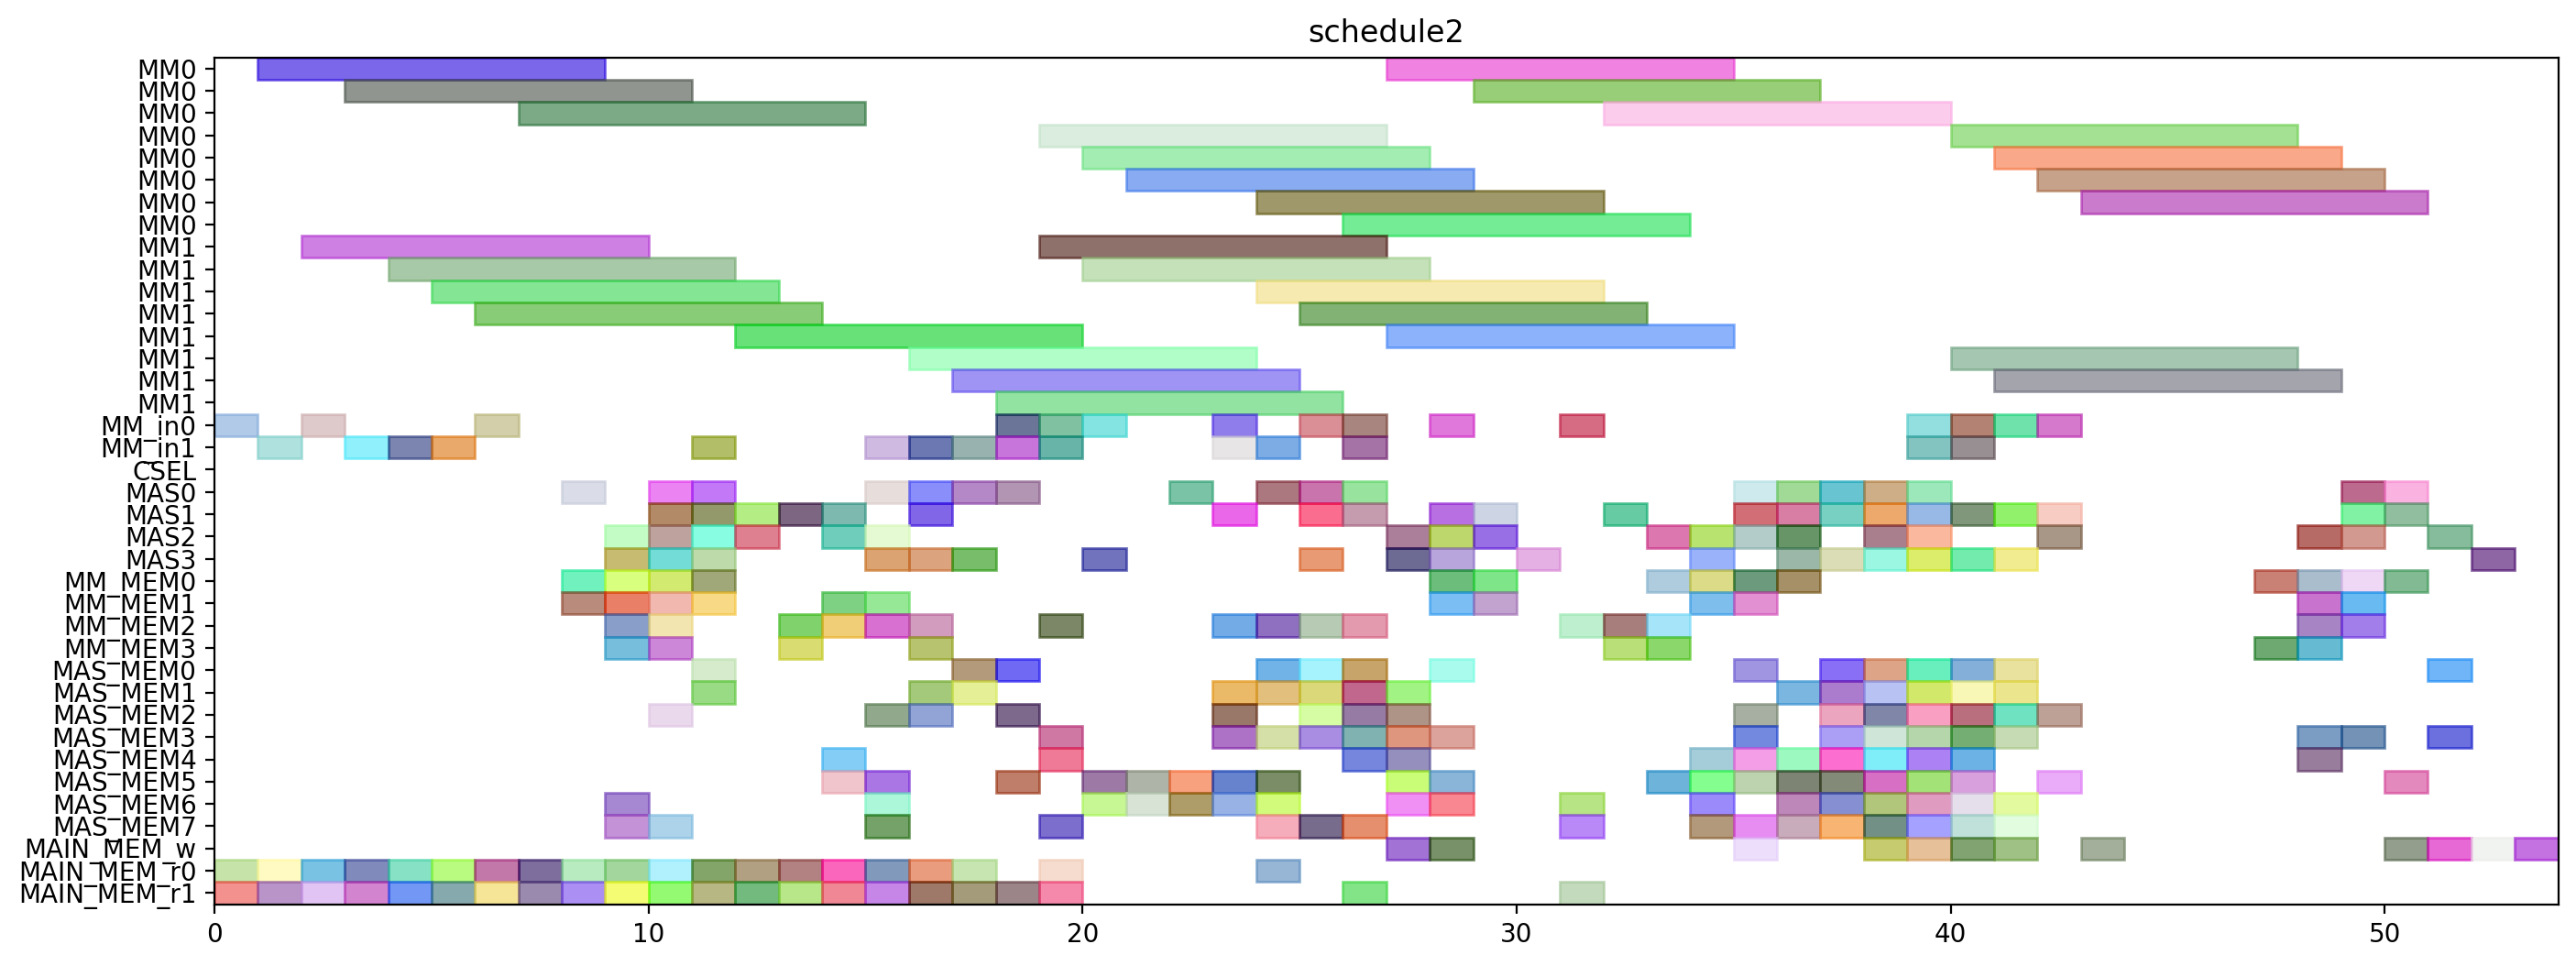 schedule2
MM0
MM0
MM0
MM0
MM0
MM0
MM0
MM0
MM1
MM1
MM1
MM1
MM1
MM1
MM1
MM1
MM_in0
MM_in1
CSEL
MAS0
MAS1
MAS2
MAS3
MM_MEM0
MM_MEM1
MM_MEM2
MM_MEM3
MAS_MEM0
MAS_MEM1
MAS_MEM2
MAS_MEM3
MAS_MEM4
MAS_MEM5
MAS_MEM6
MAS_MEM7
MAIN_MEM_w
MAIN_MEM_r0
MAIN_MEM_r1
0 10 20 30 40 50